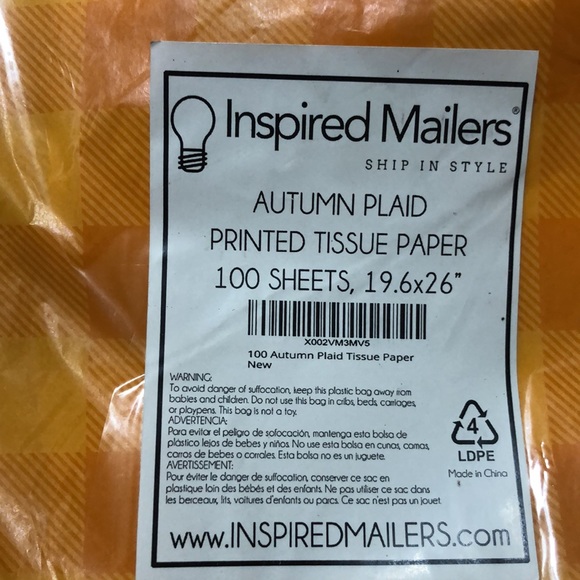 Inspired Mailers®
SHIP IN STYLE
AUTUMN PLAID
PRINTED TISSUE PAPER
100 SHEETS, 19.6x26”
X002VM3MV5
100 Autumn Plaid Tissue Paper
New
WARNING:
To avoid danger of suffocation, keep this plastic bag away from
babies and children. Do not use this bag in cribs, beds, carriages,
or playpens. This bag is not a toy.
ADVERTENCIA:
Para evitar el peligro de sofocación, mantenga esta bolsa de
plástico lejos de bebes y niños. No use esta bolsa en cunas, camas,
carros de bebes o corrales. Esta bolsa no es un juguete.
AVERTISSEMENT:
Pour éviter le danger de suffocation, conserver ce sac en
plastique loin des bébés et des enfants. Ne pas utiliser ce sac dans
les berceaux, lits, voitures d'enfants ou parcs. Ce sac n'est pas un jouet.
4
LDPE
Made in China
www.INSPIREDMAILERS.com